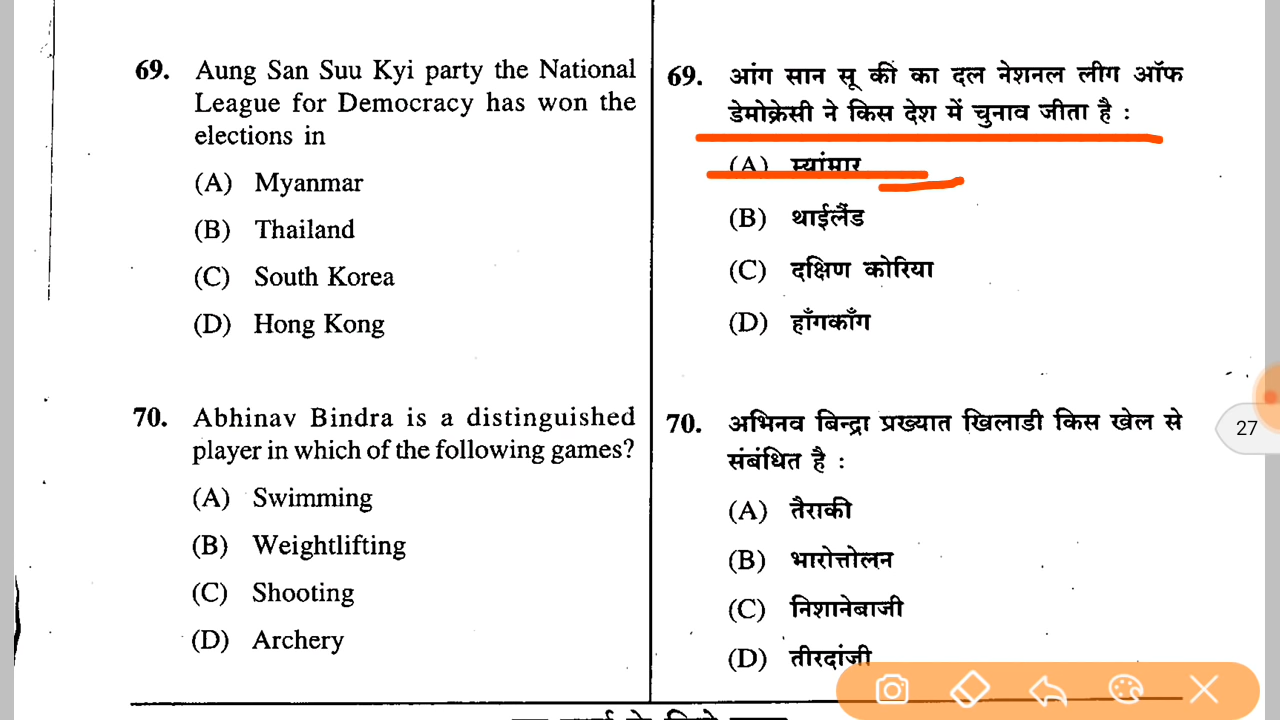 69. Aung San Suu Kyi party the National
League for Democracy has won the
elections in
(A) Myanmar
(B) Thailand
(C) South Korea
(D) Hong Kong
70. Abhinav Bindra is a distinguished
player in which of the following games?
(A) Swimming
(B) Weightlifting
(C) Shooting
(D) Archery
69. आंग सान सू की का दल नेशनल लीग ऑफ
डेमोक्रेसी ने किस देश में चुनाव जीता है :
(A) म्यांमार
(B) थाईलैंड
(C) दक्षिण कोरिया
(D) हाँगकाँग
70. अभिनव बिन्द्रा प्रख्यात खिलाडी किस खेल से
संबंधित है :
(A) तैराकी
(B) भारोत्तोलन
(C) निशानेबाजी
(D) तीरदांजी
27